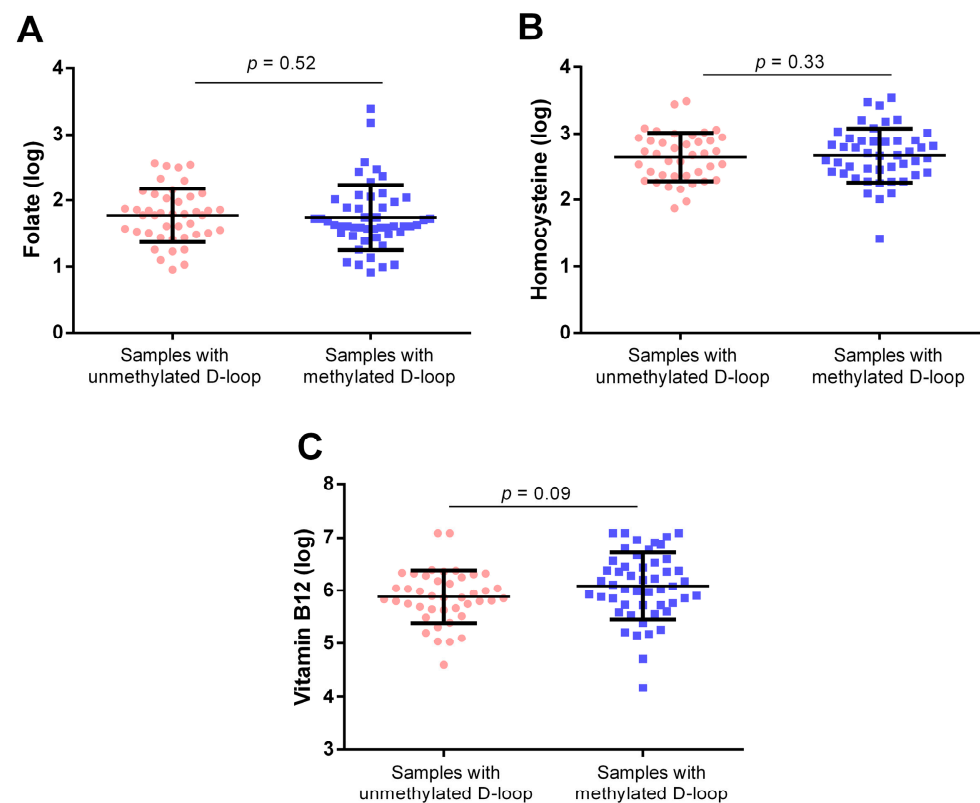 A
p = 0.52
Folate (log)
4
3
2
1
0
Samples with
unmethylated D-loop
Samples with
methylated D-loop
B
p = 0.33
Homocysteine (log)
4
3
2
1
0
Samples with
unmethylated D-loop
Samples with
methylated D-loop
C
p = 0.09
Vitamin B12 (log)
8
7
6
5
4
3
Samples with
unmethylated D-loop
Samples with
methylated D-loop